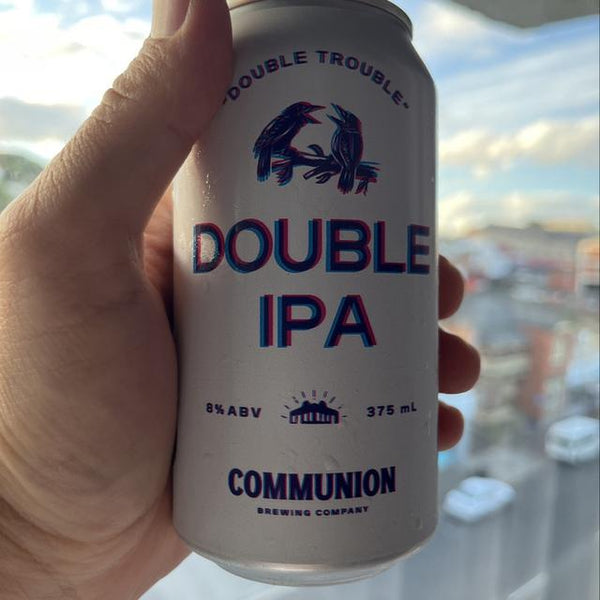 "DOUBLE TROUBLE"
DOUBLE
IPA
8% ABV 375 mL
COMMUNION
BREWING COMPANY